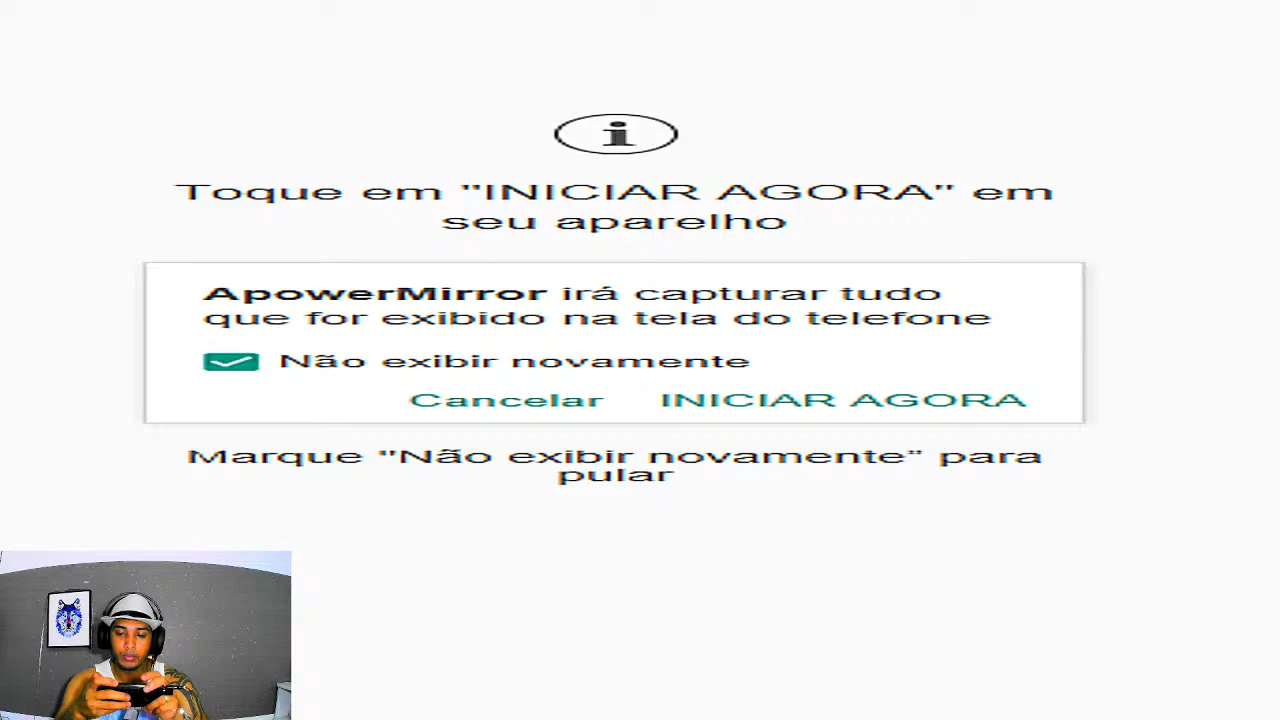 Toque em "INICIAR AGORA" em
seu aparelho
ApowerMirror irá capturar tudo
que for exibido na tela do telefone
Não exibir novamente
Cancelar INICIAR AGORA
Marque "Não exibir novamente" para
pular